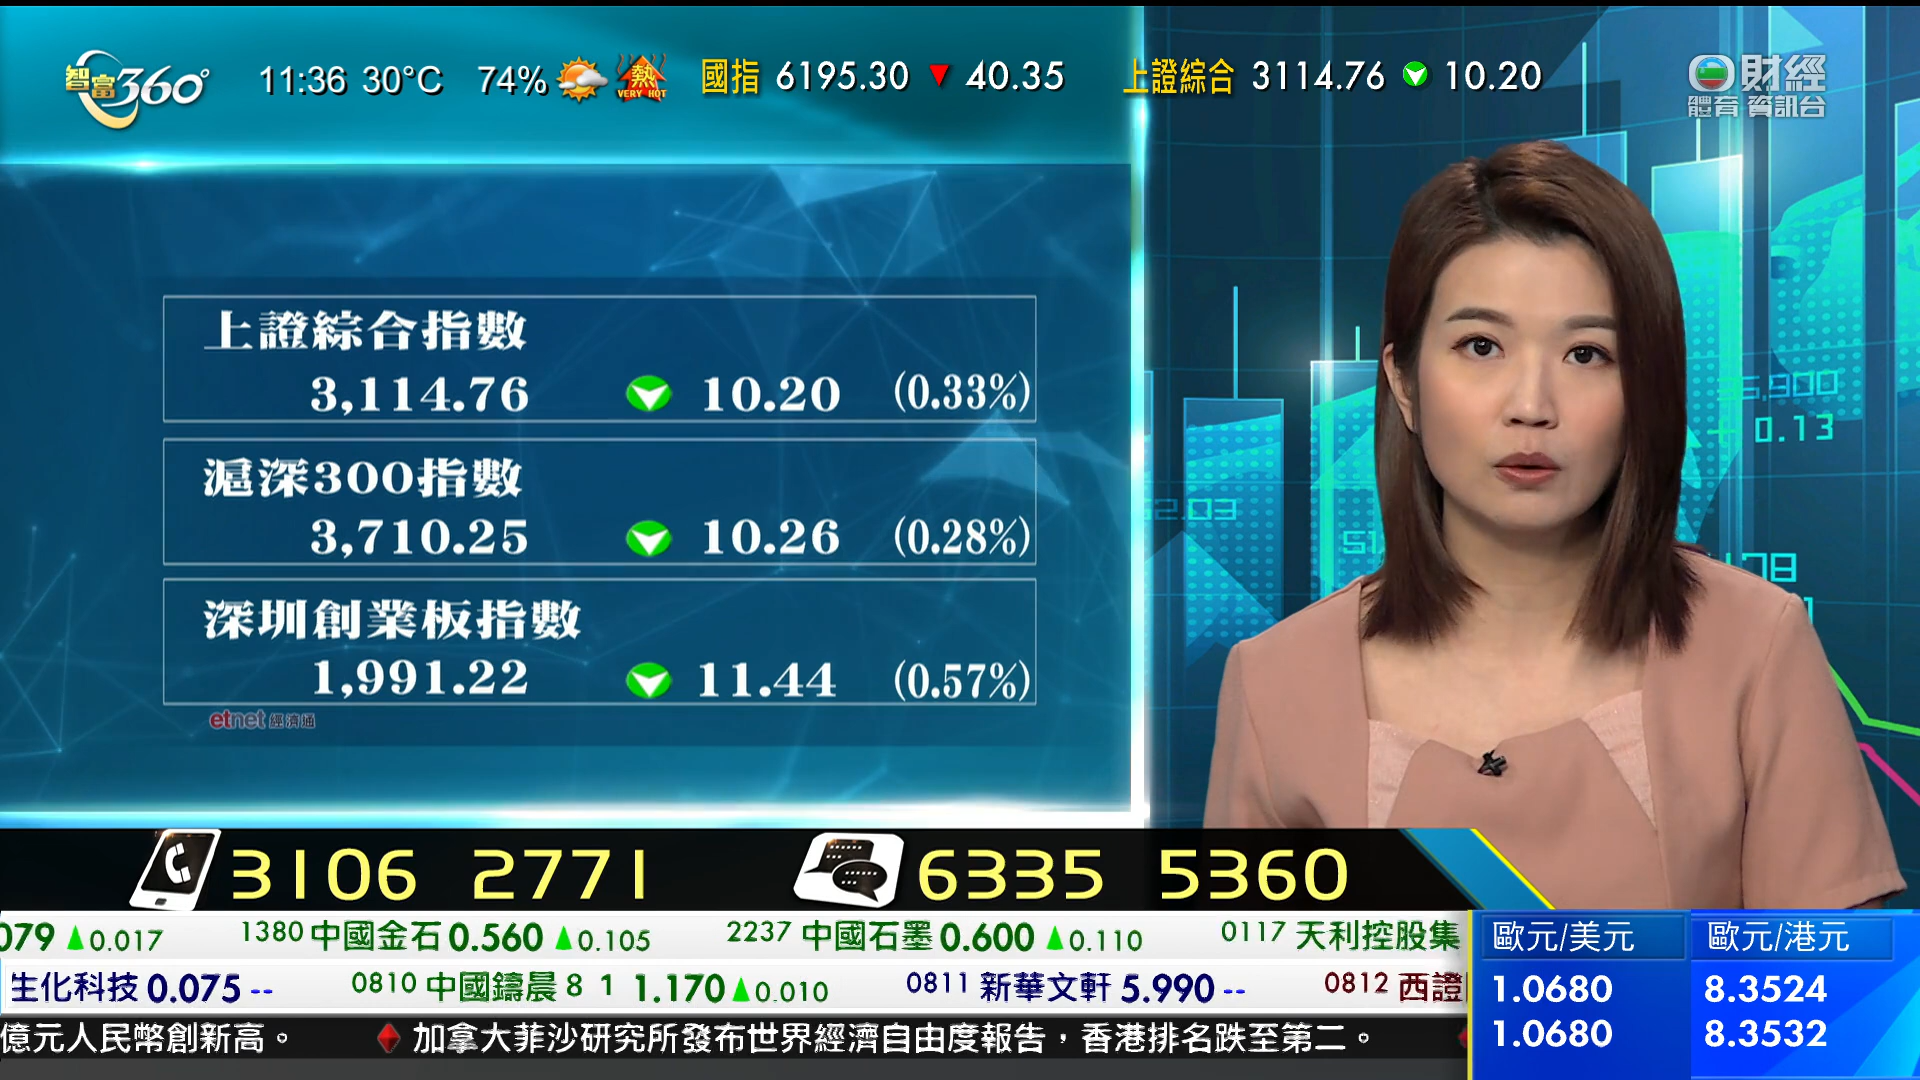 智富360°
11:36 30°C 74%
熱
VERY HOT
國指 6195.30 ▼ 40.35
上證綜合 3114.76 10.20
財經
體育 資訊台
上證綜合指數
3,114.76 10.20 (0.33%)
滬深300指數
3,710.25 10.26 (0.28%)
深圳創業板指數
1,991.22 11.44 (0.57%)
etnet 經濟通
0.13
3106 2771
6335 5360
079 ▲0.017 1380 中國金石 0.560 ▲0.105 2237 中國石墨 0.600 ▲0.110 0117 天利控股集
生化科技 0.075 -- 0810 中國鑄晨81 1.170 ▲0.010 0811 新華文軒 5.990 -- 0812 西證
億元人民幣創新高。 加拿大菲沙研究所發布世界經濟自由度報告，香港排名跌至第二。
歐元/美元 歐元/港元
1.0680 8.3524
1.0680 8.3532